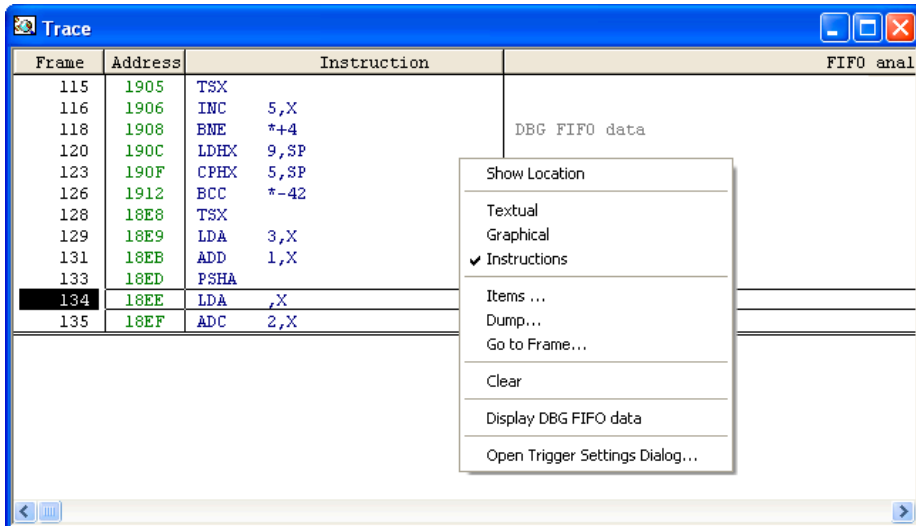 Trace
Frame Address Instruction FIFO anal
115 1905 TSX
116 1906 INC 5,X
118 1908 BNE *+4 DBG FIFO data
120 190C LDHX 9,SP
123 190F CPHX 5,SP
126 1912 BCC *-42
128 18E8 TSX
129 18E9 LDA 3,X
131 18EB ADD 1,X
133 18ED PSHA
134 18EE LDA ,X
135 18EF ADC 2,X
Show Location
Textual
Graphical
Instructions
Items ...
Dump...
Go to Frame...
Clear
Display DBG FIFO data
Open Trigger Settings Dialog...